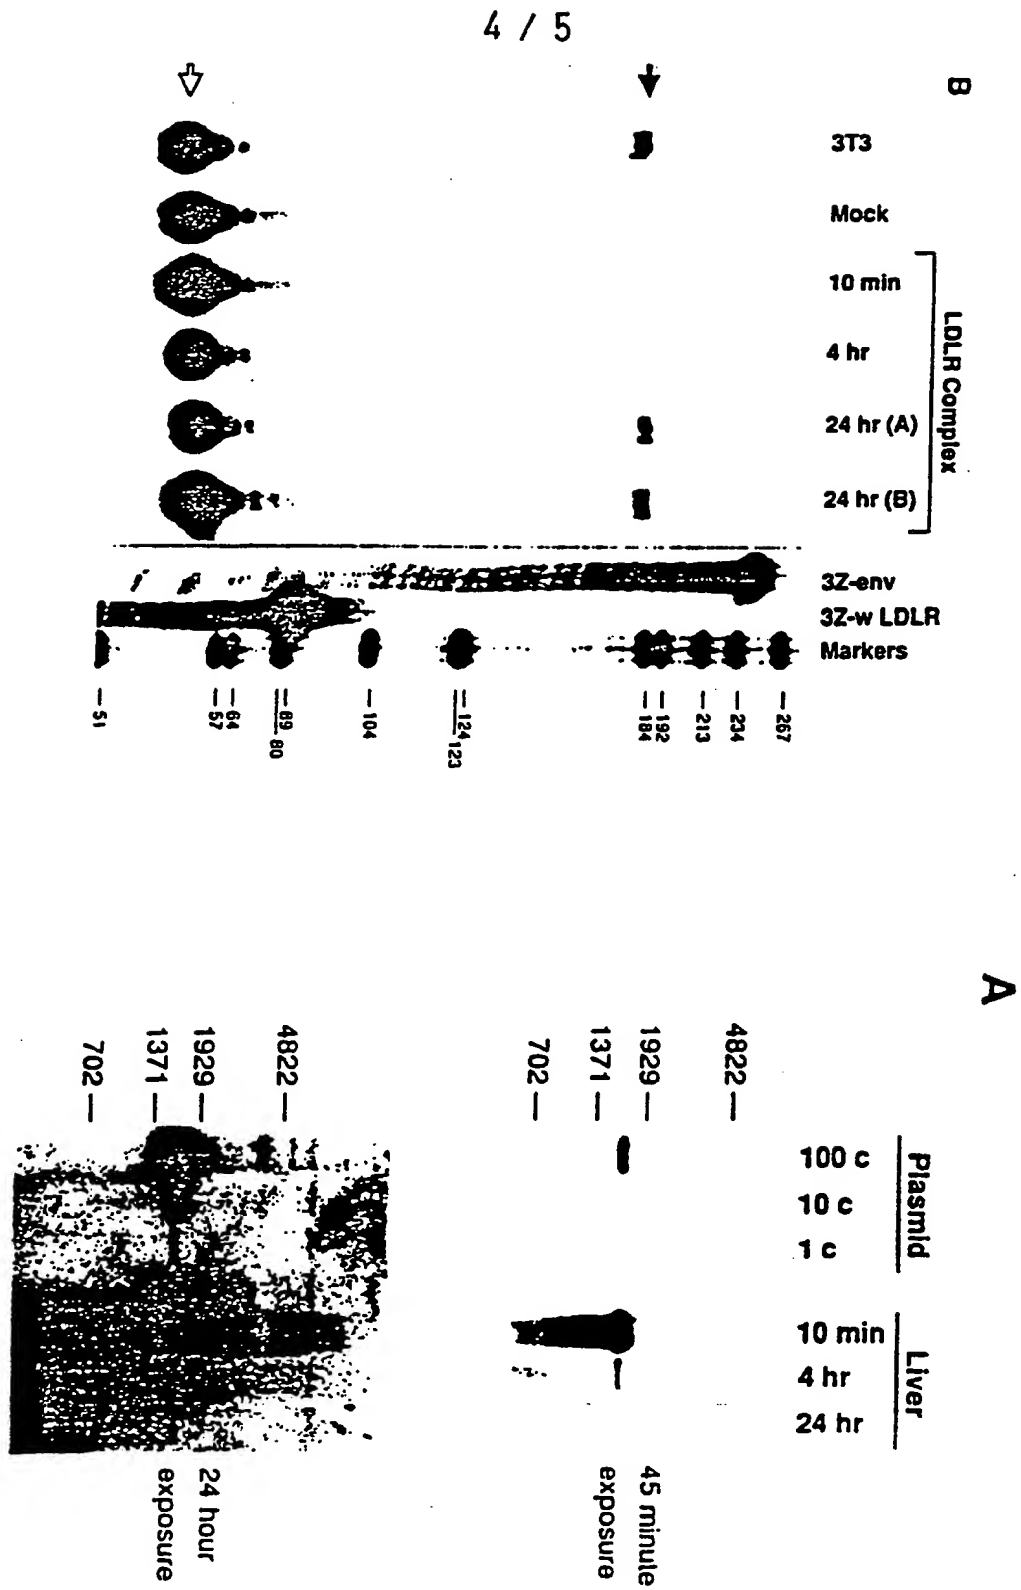 4 / 5
B
3T3
Mock
10 min
4 hr
24 hr (A)
24 hr (B)
LDLR Complex
3Z-env
3Z-w LDLR
Markers
— 267
— 234
— 213
— 192
— 184
— 124
123
— 104
— 89
80
— 64
— 57
— 51
A
Plasmid
100 c
10 c
1 c
Liver
10 min
4 hr
24 hr
4822 —
1929 —
1371 —
702 —
45 minute
exposure
4822 —
1929 —
1371 —
702 —
24 hour
exposure